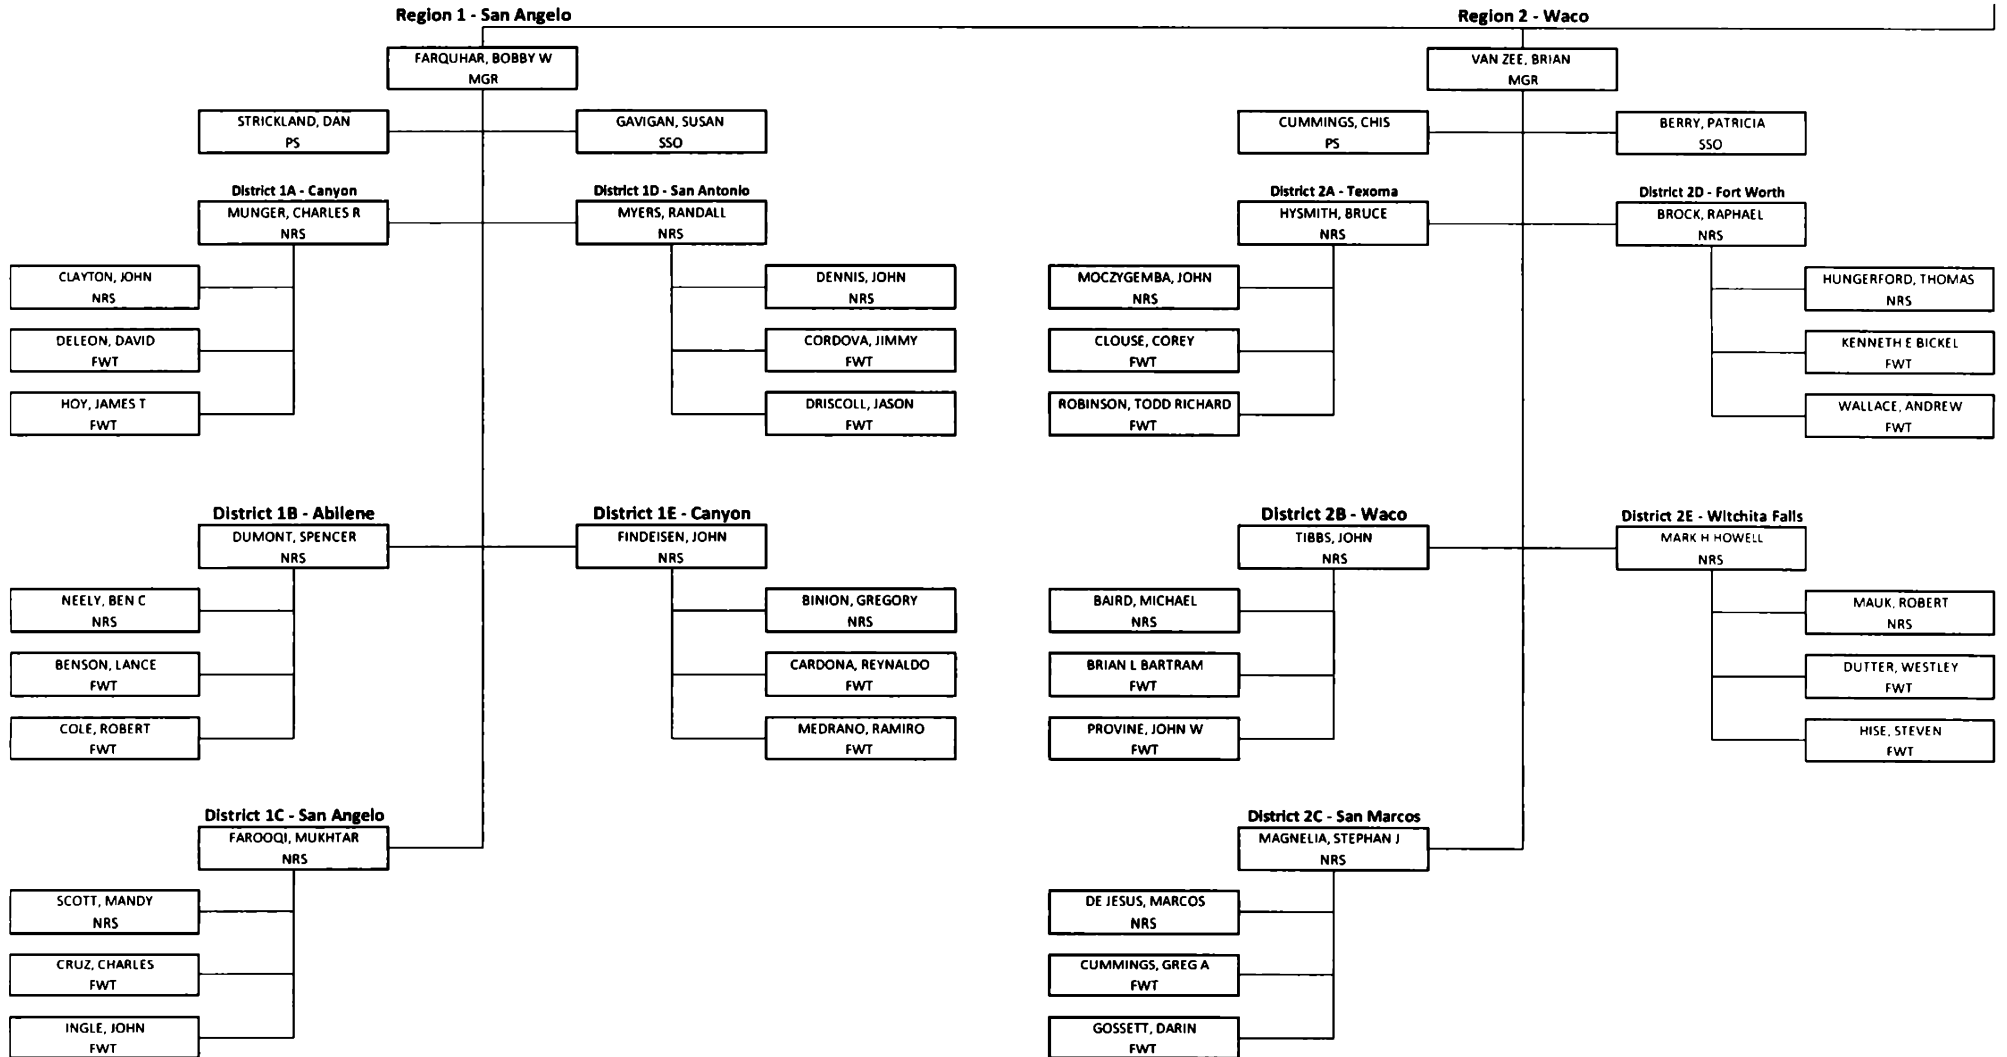 Region 1 - San Angelo
FARQUHAR, BOBBY W
MGR
STRICKLAND, DAN
PS
GAVIGAN, SUSAN
SSO
District 1A - Canyon
MUNGER, CHARLES R
NRS
CLAYTON, JOHN
NRS
DELEON, DAVID
FWT
HOY, JAMES T
FWT
District 1D - San Antonio
MYERS, RANDALL
NRS
DENNIS, JOHN
NRS
CORDOVA, JIMMY
FWT
DRISCOLL, JASON
FWT
District 1B - Abilene
DUMONT, SPENCER
NRS
NEELY, BEN C
NRS
BENSON, LANCE
FWT
COLE, ROBERT
FWT
District 1E - Canyon
FINDEISEN, JOHN
NRS
BINION, GREGORY
NRS
CARDONA, REYNALDO
FWT
MEDRANO, RAMIRO
FWT
District 1C - San Angelo
FAROOQI, MUKHTAR
NRS
SCOTT, MANDY
NRS
CRUZ, CHARLES
FWT
INGLE, JOHN
FWT
Region 2 - Waco
VAN ZEE, BRIAN
MGR
CUMMINGS, CHIS
PS
BERRY, PATRICIA
SSO
District 2A - Texoma
HYSMITH, BRUCE
NRS
MOCZYGEMBA, JOHN
NRS
CLOUSE, COREY
FWT
ROBINSON, TODD RICHARD
FWT
District 2D - Fort Worth
BROCK, RAPHAEL
NRS
HUNGERFORD, THOMAS
NRS
KENNETH E BICKEL
FWT
WALLACE, ANDREW
FWT
District 2B - Waco
TIBBS, JOHN
NRS
BAIRD, MICHAEL
NRS
BRIAN L BARTRAM
FWT
PROVINE, JOHN W
FWT
District 2E - Witchita Falls
MARK H HOWELL
NRS
MAUK, ROBERT
NRS
DUTTER, WESTLEY
FWT
HISE, STEVEN
FWT
District 2C - San Marcos
MAGNELIA, STEPHAN J
NRS
DE JESUS, MARCOS
NRS
CUMMINGS, GREG A
FWT
GOSSETT, DARIN
FWT